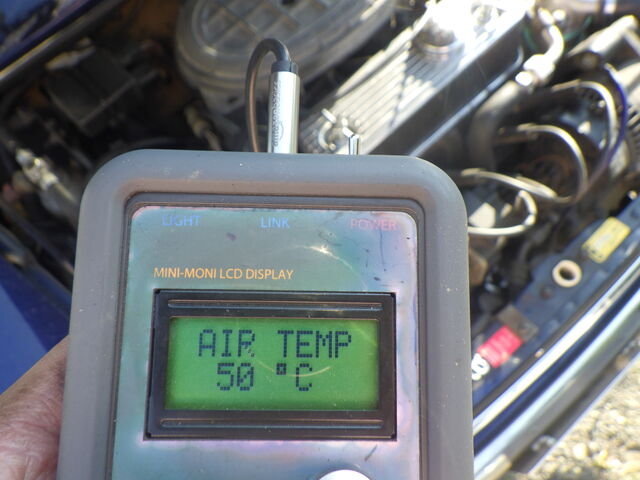 LIGHT LINK POWER
MINI-MONI LCD DISPLAY
AIR TEMP
50 °C